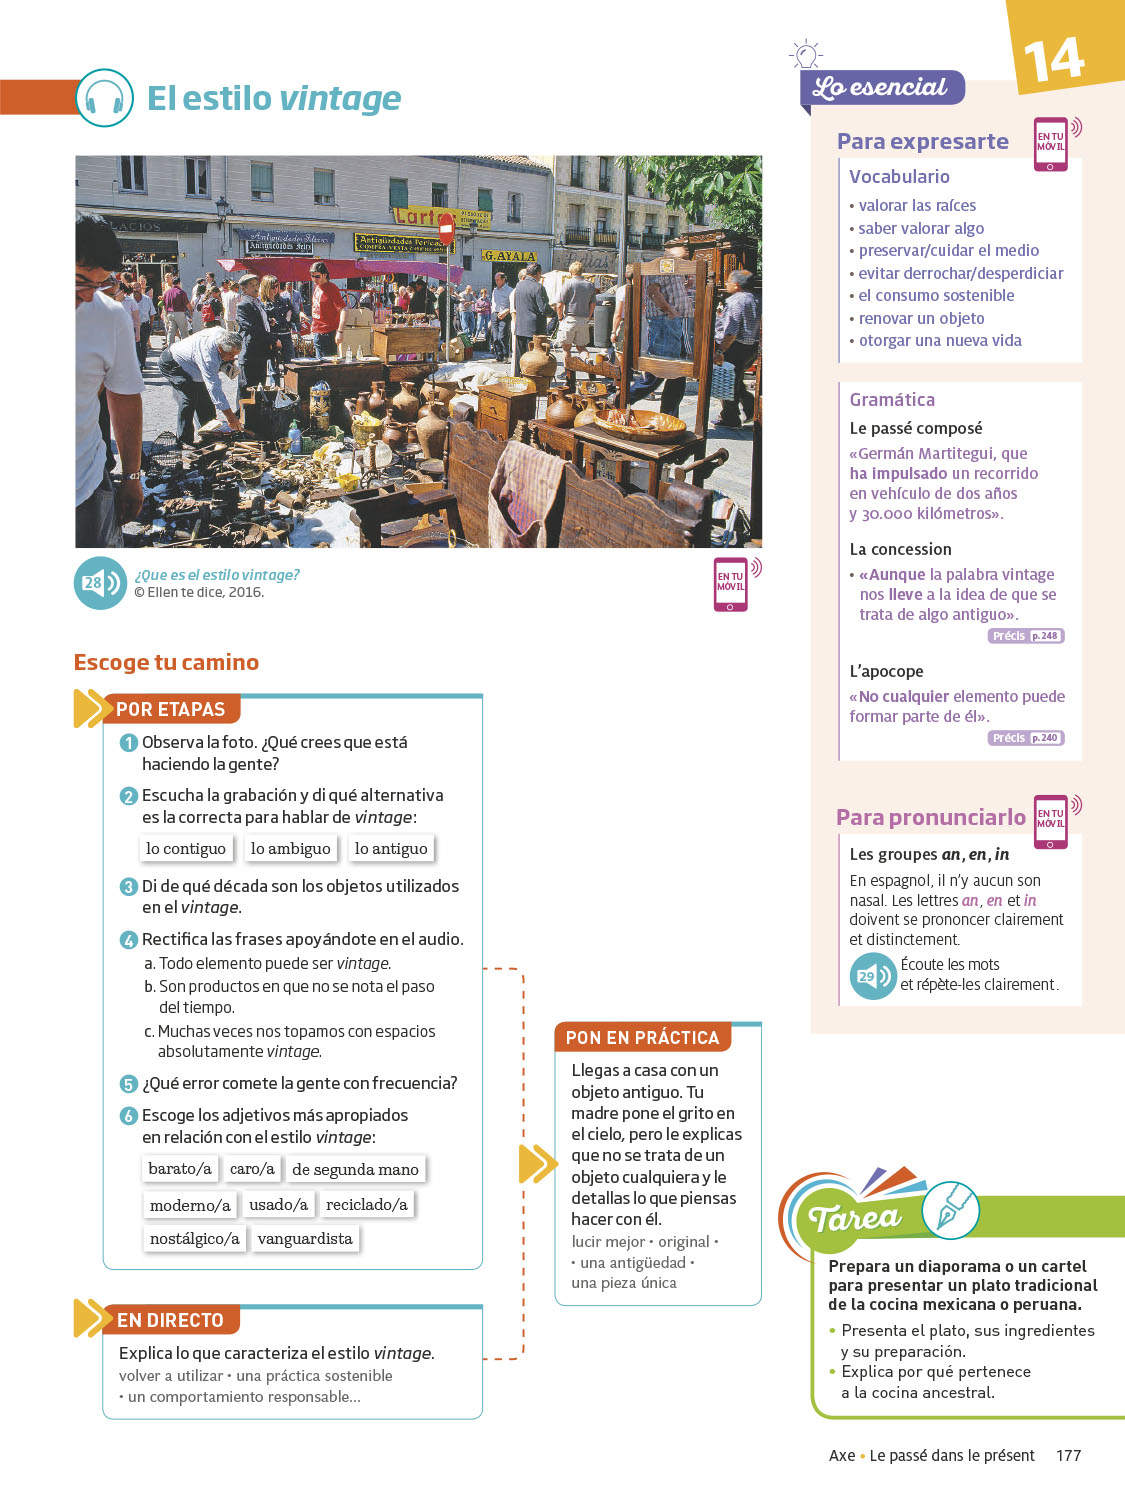 14
El estilo vintage
Lartes
Antigüedades Felix
Antigüedades Felix
G. AYALA
28
¿Que es el estilo vintage?
© Ellen te dice, 2016.
EN TU
MÓVIL
Escoge tu camino
POR ETAPAS
1 Observa la foto. ¿Qué crees que está
haciendo la gente?
2 Escucha la grabación y di qué alternativa
es la correcta para hablar de vintage:
lo contiguo lo ambiguo lo antiguo
3 Di de qué década son los objetos utilizados
en el vintage.
4 Rectifica las frases apoyándote en el audio.
a. Todo elemento puede ser vintage.
b. Son productos en que no se nota el paso
del tiempo.
c. Muchas veces nos topamos con espacios
absolutamente vintage.
5 ¿Qué error comete la gente con frecuencia?
6 Escoge los adjetivos más apropiados
en relación con el estilo vintage:
barato/a caro/a de segunda mano
moderno/a usado/a reciclado/a
nostálgico/a vanguardista
EN DIRECTO
Explica lo que caracteriza el estilo vintage.
volver a utilizar • una práctica sostenible
• un comportamiento responsable...
PON EN PRÁCTICA
Llegas a casa con un
objeto antiguo. Tu
madre pone el grito en
el cielo, pero le explicas
que no se trata de un
objeto cualquiera y le
detallas lo que piensas
hacer con él.
lucir mejor • original •
• una antigüedad •
una pieza única
Lo esencial
Para expresarte
EN TU
MÓVIL
Vocabulario
• valorar las raíces
• saber valorar algo
• preservar/cuidar el medio
• evitar derrochar/desperdiciar
• el consumo sostenible
• renovar un objeto
• otorgar una nueva vida
Gramática
Le passé composé
«Germán Martitegui, que
ha impulsado un recorrido
en vehículo de dos años
y 30.000 kilómetros».
La concession
• «Aunque la palabra vintage
nos lleve a la idea de que se
trata de algo antiguo».
Précis p. 248
L'apocope
«No cualquier elemento puede
formar parte de él».
Précis p. 240
Para pronunciarlo
EN TU
MÓVIL
Les groupes an, en, in
En espagnol, il n'y aucun son
nasal. Les lettres an, en et in
doivent se prononcer clairement
et distinctement.
29
Écoute les mots
et répète-les clairement.
Tarea
Prepara un diaporama o un cartel
para presentar un plato tradicional
de la cocina mexicana o peruana.
• Presenta el plato, sus ingredientes
y su preparación.
• Explica por qué pertenece
a la cocina ancestral.
Axe • Le passé dans le présent 177